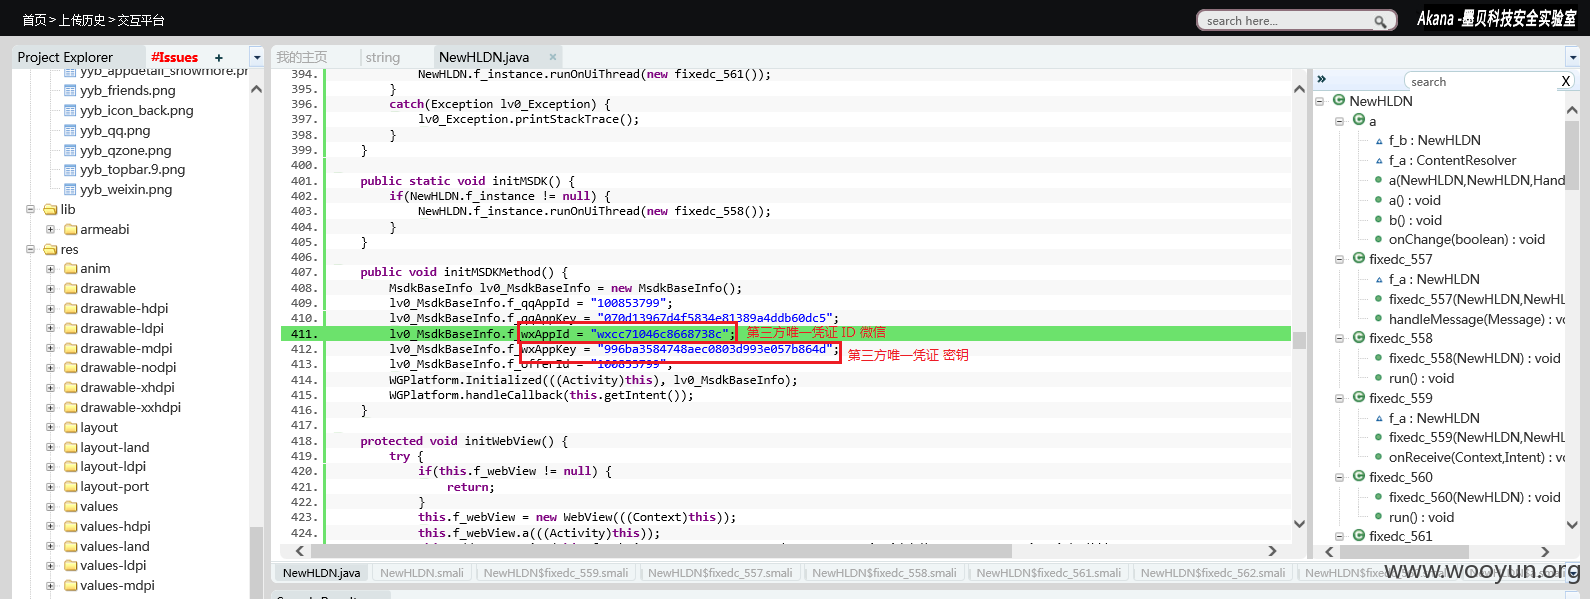 首页 > 上传历史 > 交互平台
search here...
Akana -墨贝科技安全实验室
Project Explorer
#Issues
+
我的主页
string
NewHLDN.java
×
yyb_appdetail_showmore.pr
yyb_friends.png
yyb_icon_back.png
yyb_qq.png
yyb_qzone.png
yyb_topbar.9.png
yyb_weixin.png
lib
armeabi
res
anim
drawable
drawable-hdpi
drawable-ldpi
drawable-mdpi
drawable-nodpi
drawable-xhdpi
drawable-xxhdpi
layout
layout-land
layout-ldpi
layout-port
values
values-hdpi
values-land
values-ldpi
values-mdpi
394. NewHLDN.f_instance.runOnUiThread(new fixedc_561());
395. }
396. catch(Exception lv0_Exception) {
397. lv0_Exception.printStackTrace();
398. }
399. }
400.
401. public static void initMSDK() {
402. if(NewHLDN.f_instance != null) {
403. NewHLDN.f_instance.runOnUiThread(new fixedc_558());
404. }
405. }
406.
407. public void initMSDKMethod() {
408. MsdkBaseInfo lv0_MsdkBaseInfo = new MsdkBaseInfo();
409. lv0_MsdkBaseInfo.f_qqAppId = "100853799";
410. lv0_MsdkBaseInfo.f_qqAppKey = "070d13967d4f5834e81389a4ddb60dc5";
411. lv0_MsdkBaseInfo.f_wxAppId = "wxcc71046c8668738c"; 第三方唯一凭证 ID 微信
412. lv0_MsdkBaseInfo.f_wxAppKey = "996ba3584748aec0803d993e057b864d"; 第三方唯一凭证 密钥
413. lv0_MsdkBaseInfo.f_offerId = "100853799";
414. WGPlatform.Initialized(((Activity)this), lv0_MsdkBaseInfo);
415. WGPlatform.handleCallback(this.getIntent());
416. }
417.
418. protected void initWebView() {
419. try {
420. if(this.f_webView != null) {
421. return;
422. }
423. this.f_webView = new WebView(((Context)this));
424. this.f_webView.a(((Activity)this));
NewHLDN.java
NewHLDN.smali
NewHLDN$fixedc_559.smali
NewHLDN$fixedc_557.smali
NewHLDN$fixedc_558.smali
NewHLDN$fixedc_561.smali
NewHLDN$fixedc_562.smali
»
search
X
NewHLDN
a
f_b : NewHLDN
f_a : ContentResolver
a(NewHLDN,NewHLDN,Hand
a() : void
b() : void
onChange(boolean) : void
fixedc_557
f_a : NewHLDN
fixedc_557(NewHLDN,NewHL
handleMessage(Message) : vo
fixedc_558
fixedc_558(NewHLDN) : void
run() : void
fixedc_559
f_a : NewHLDN
fixedc_559(NewHLDN,NewHL
onReceive(Context,Intent) : vo
fixedc_560
fixedc_560(NewHLDN) : void
run() : void
fixedc_561
www.wooyun.org